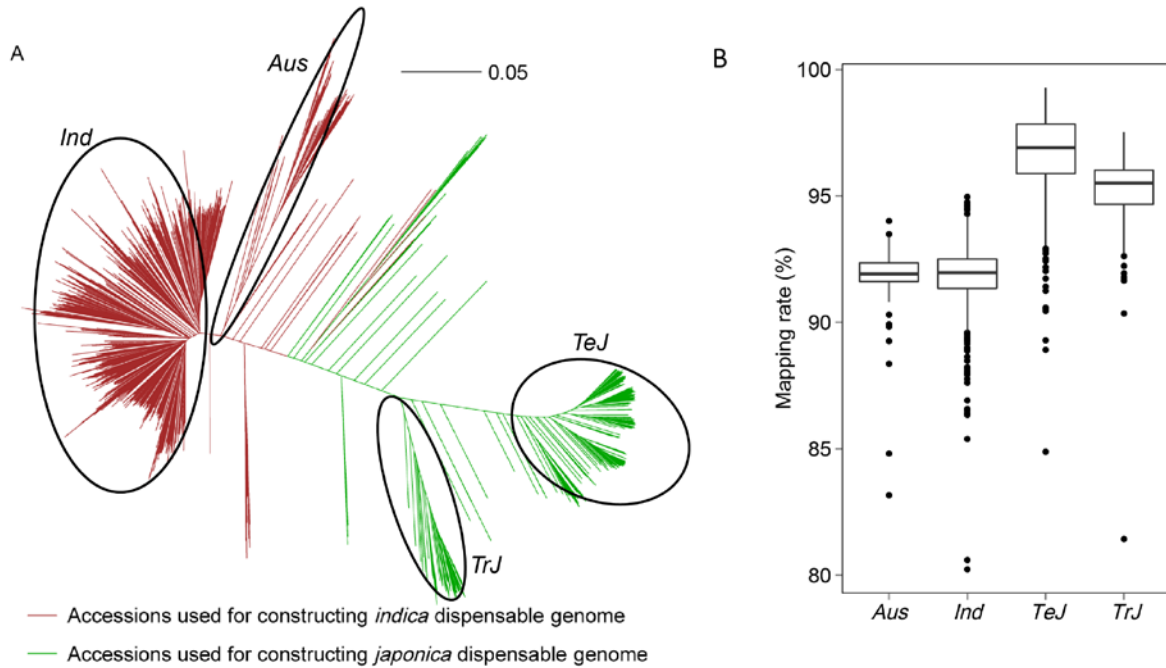 A
Aus
0.05
Ind
TeJ
TrJ
Accessions used for constructing indica dispensable genome
Accessions used for constructing japonica dispensable genome
B
Mapping rate (%)
100
95
90
85
80
Aus Ind TeJ TrJ